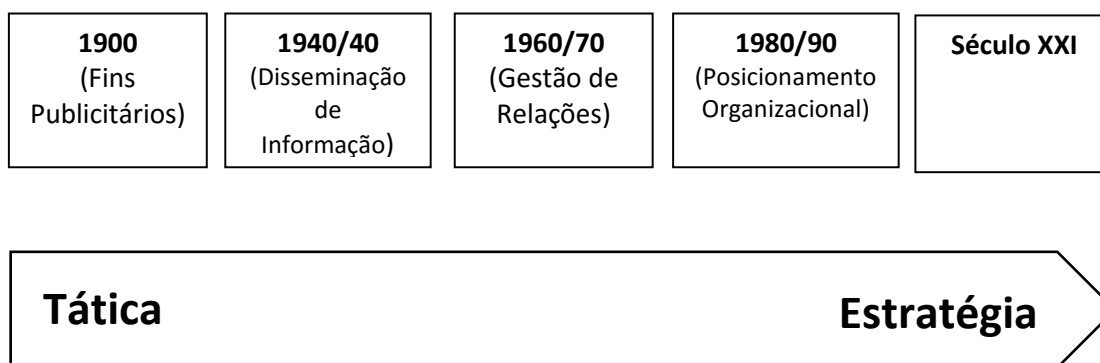 1900
(Fins
Publicitários)
1940/40
(Disseminação
de
Informação)
1960/70
(Gestão de
Relações)
1980/90
(Posicionamento
Organizacional)
Século XXI
Tática
Estratégia